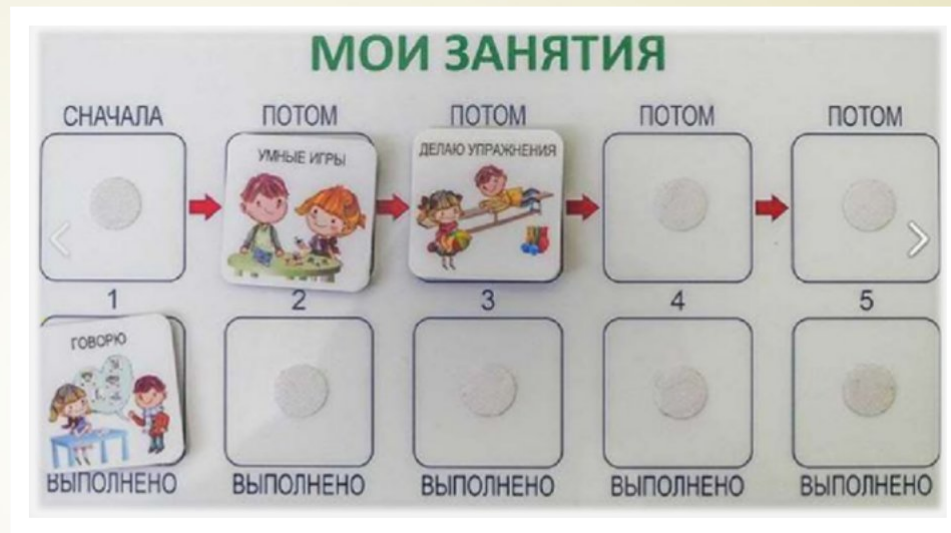 МОИ ЗАНЯТИЯ
СНАЧАЛА ПОТОМ ПОТОМ ПОТОМ ПОТОМ
УМНЫЕ ИГРЫ ДЕЛАЮ УПРАЖНЕНИЯ
1 2 3 4 5
ГОВОРЮ
ВЫПОЛНЕНО ВЫПОЛНЕНО ВЫПОЛНЕНО ВЫПОЛНЕНО ВЫПОЛНЕНО